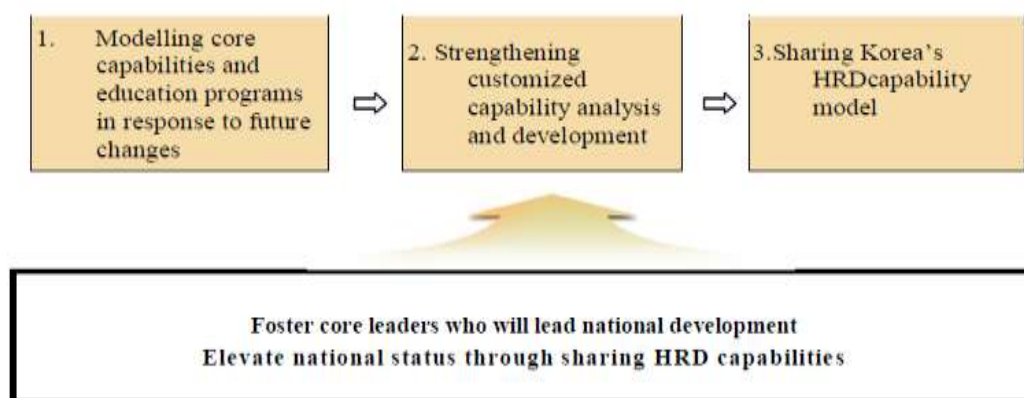 1. Modelling core
capabilities and
education programs
in response to future
changes
2. Strengthening
customized
capability analysis
and development
3.Sharing Korea's
HRDcapability
model
Foster core leaders who will lead national development
Elevate national status through sharing HRD capabilities